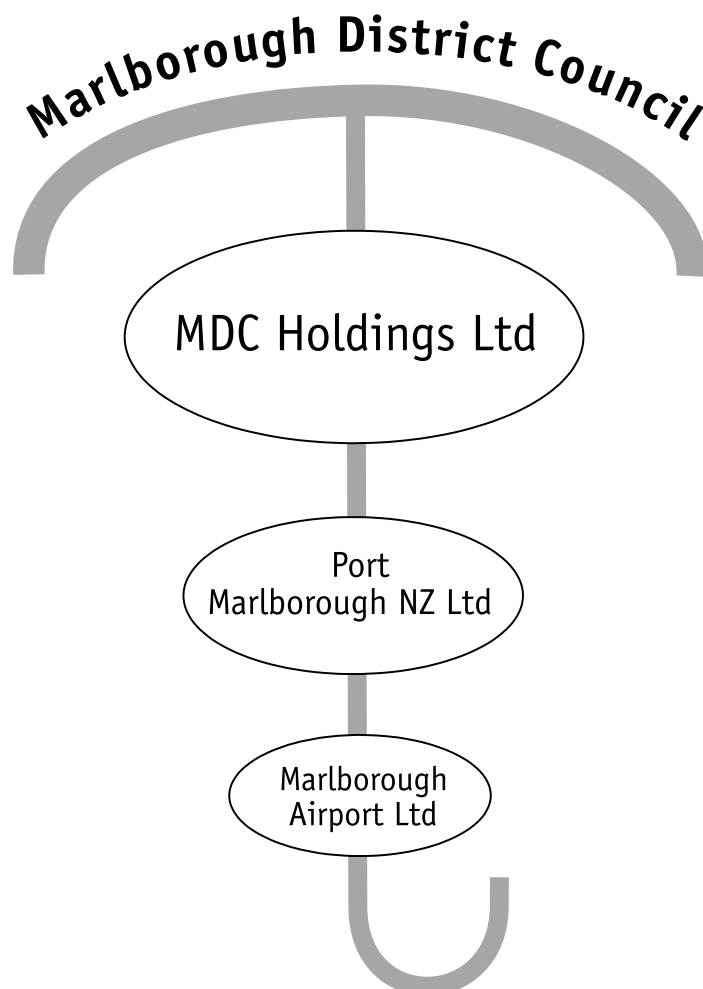 Marlborough District Council
MDC Holdings Ltd
Port
Marlborough NZ Ltd
Marlborough
Airport Ltd